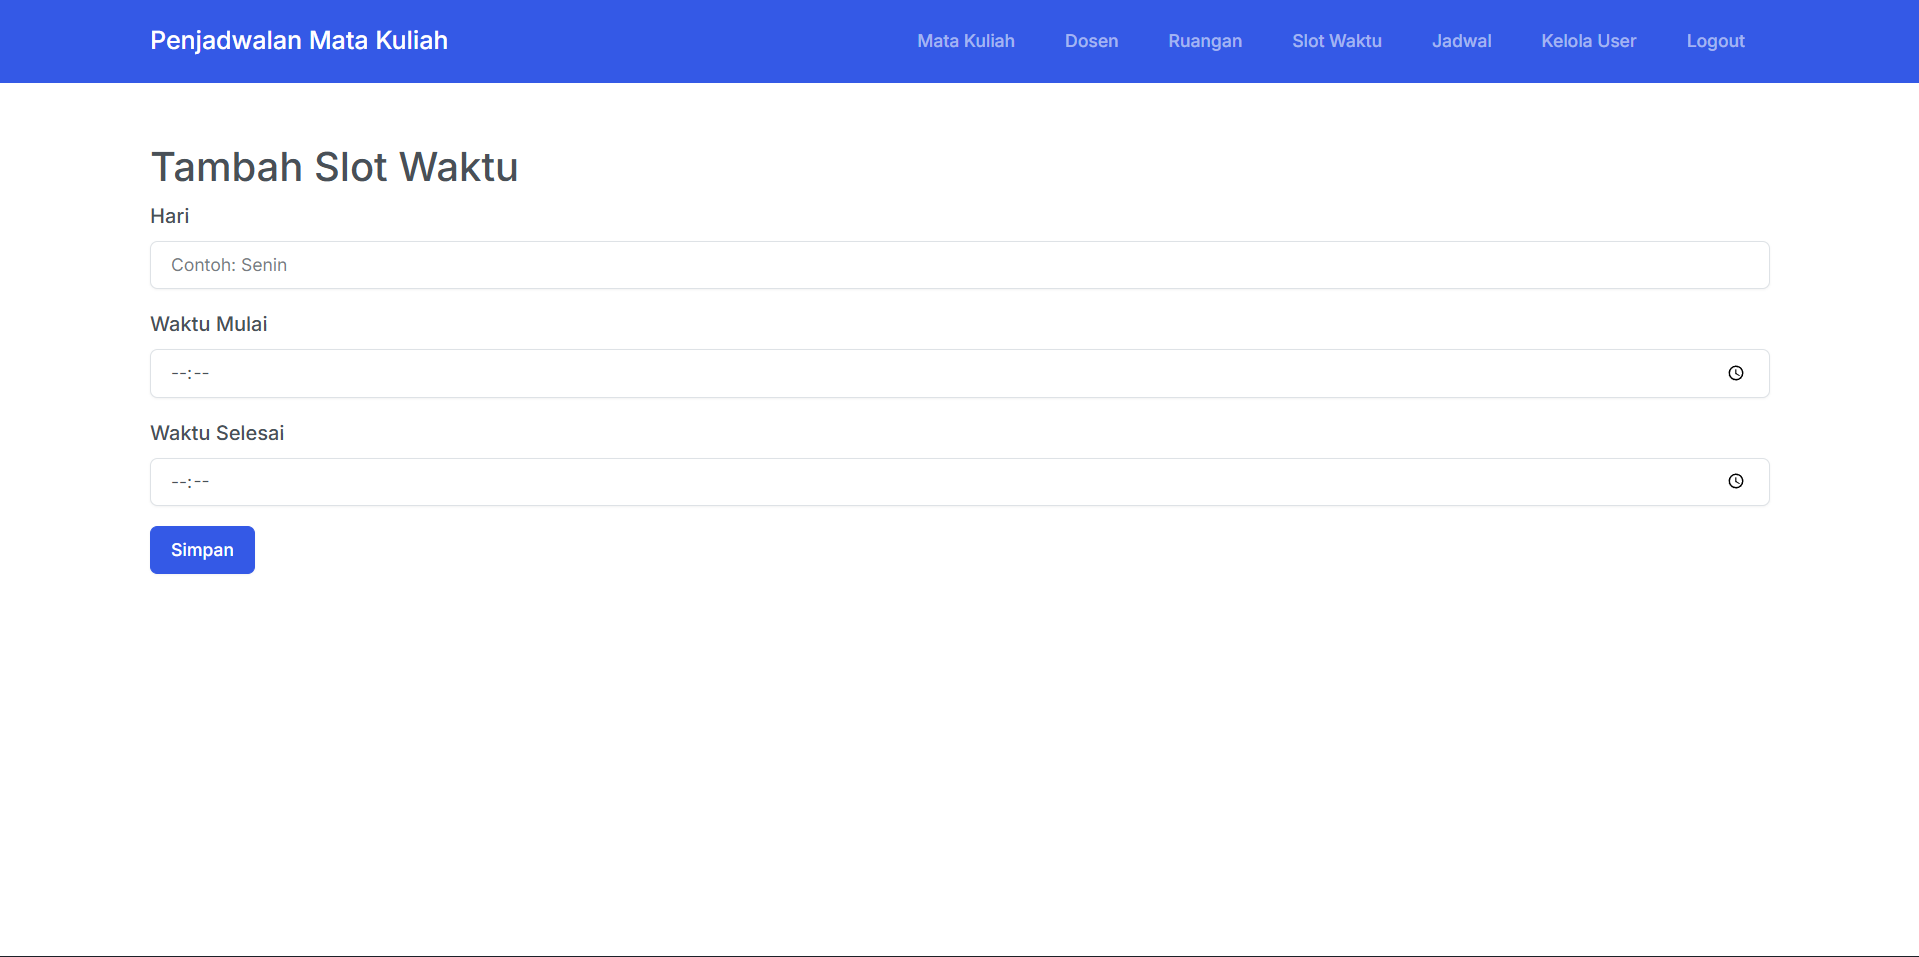 Penjadwalan Mata Kuliah Mata Kuliah Dosen Ruangan Slot Waktu Jadwal Kelola User Logout
Tambah Slot Waktu
Hari
Contoh: Senin
Waktu Mulai
--:--
Waktu Selesai
--:--
Simpan